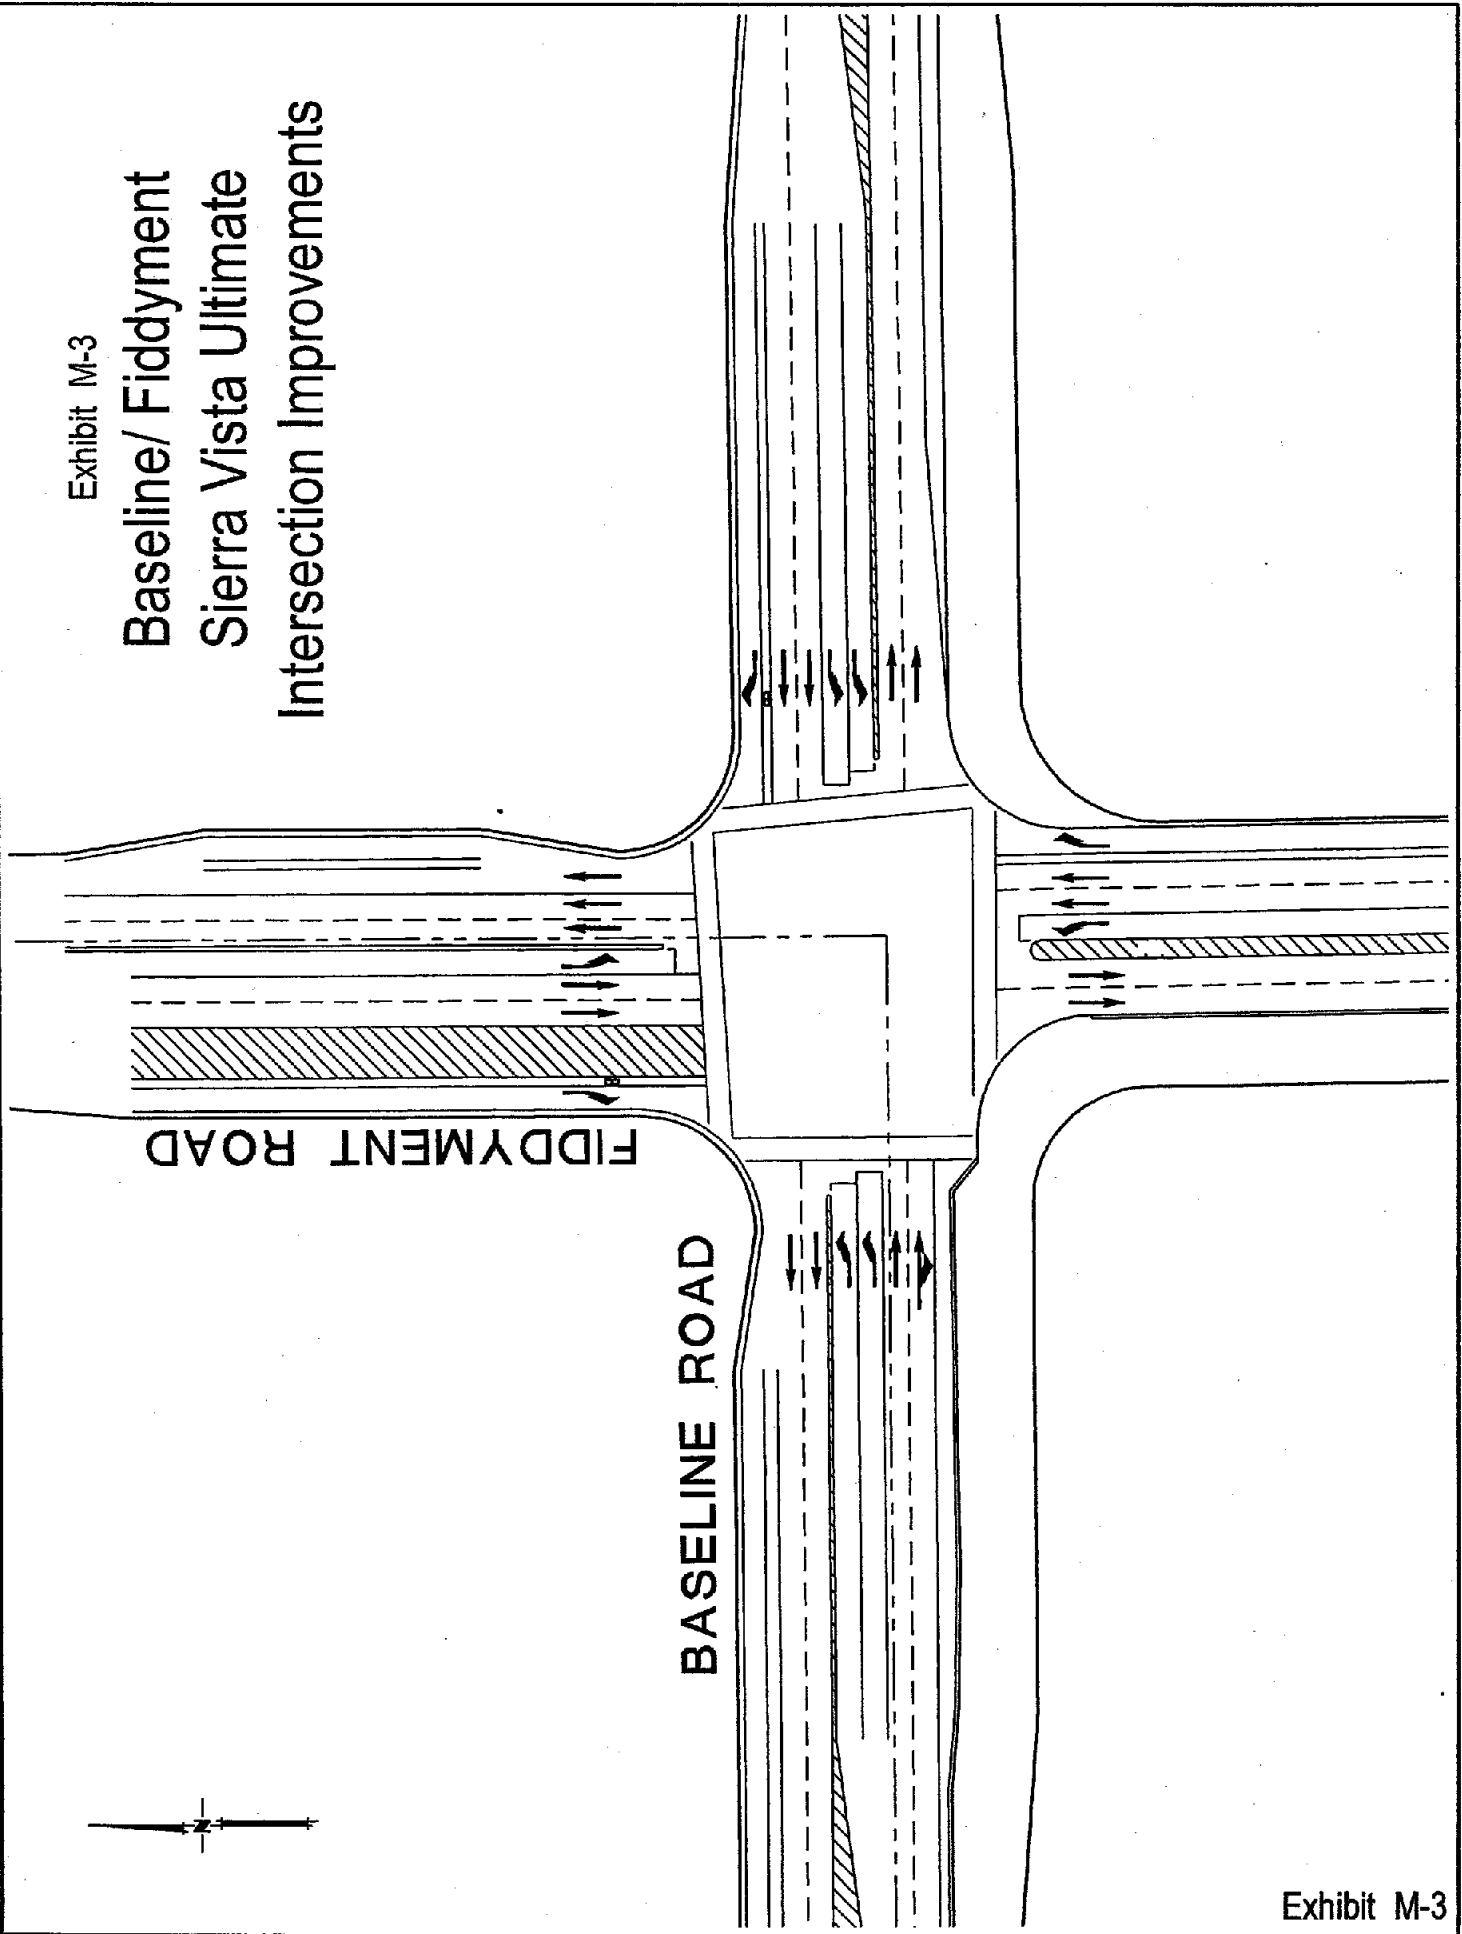 Exhibit M-3
Baseline/ Fiddyment
Sierra Vista Ultimate
Intersection Improvements
FIDDYMENT ROAD
BASELINE ROAD
N
Exhibit M-3